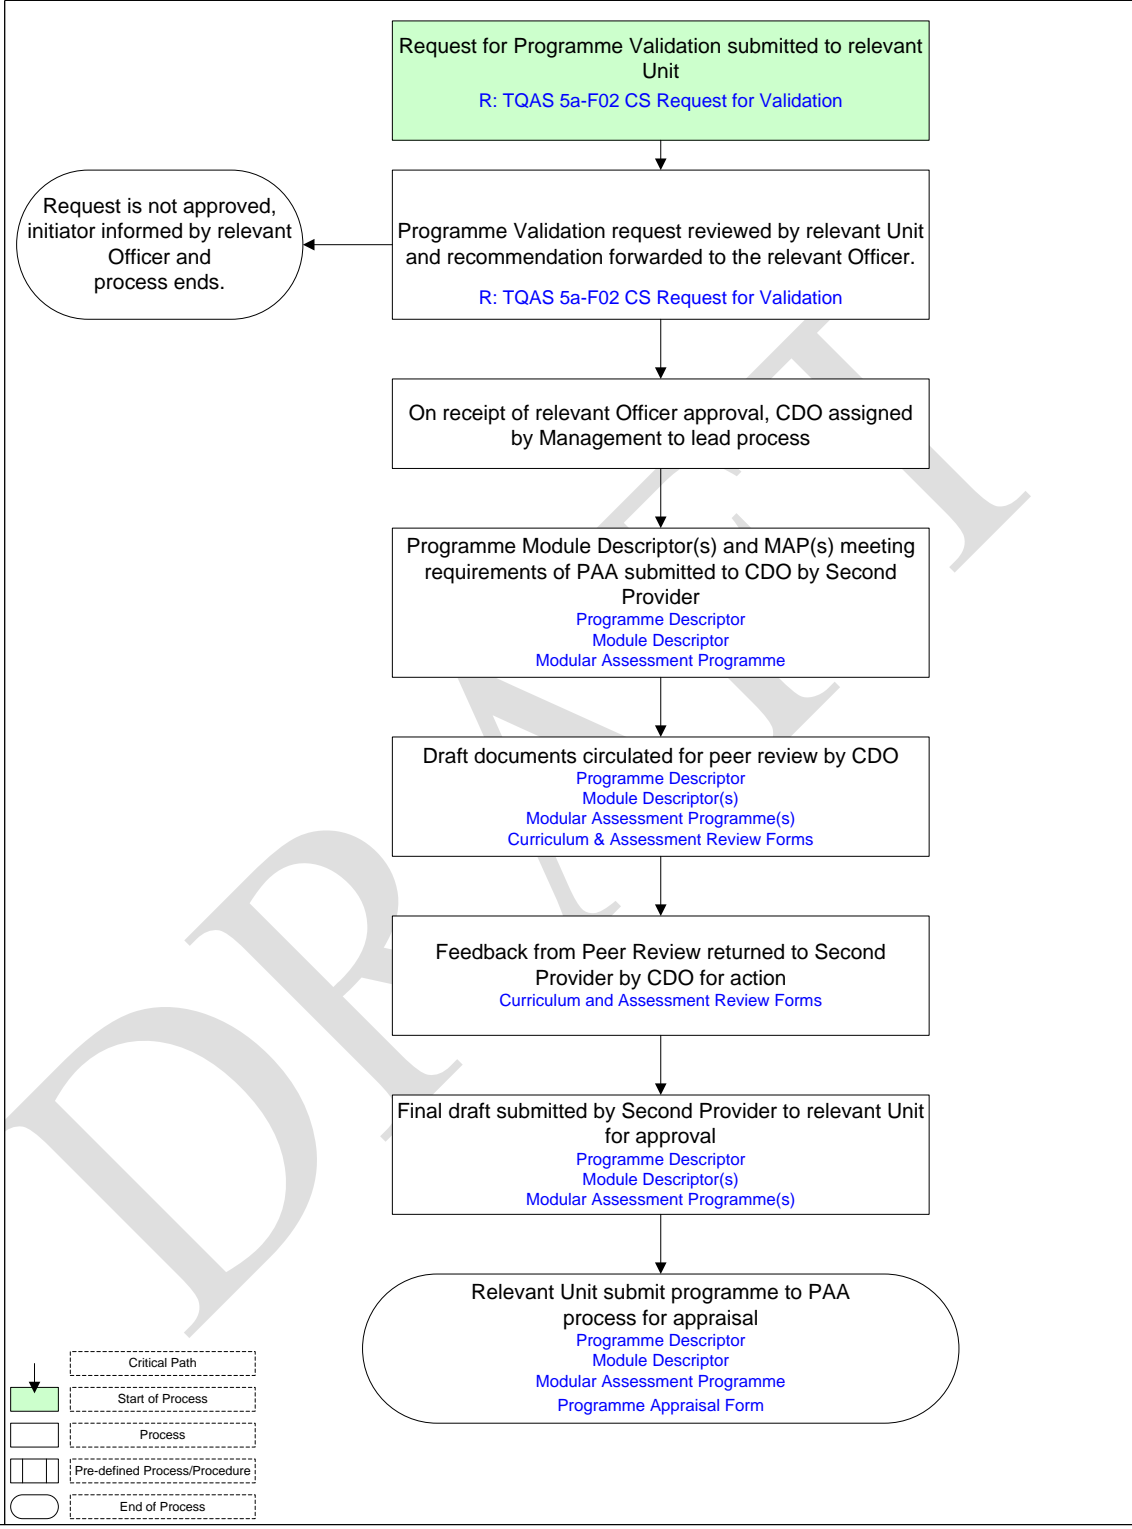 Request for Programme Validation submitted to relevant
Unit
R: TQAS 5a-F02 CS Request for Validation
Request is not approved,
initiator informed by relevant
Officer and
process ends.
Programme Validation request reviewed by relevant Unit
and recommendation forwarded to the relevant Officer.
R: TQAS 5a-F02 CS Request for Validation
On receipt of relevant Officer approval, CDO assigned
by Management to lead process
Programme Module Descriptor(s) and MAP(s) meeting
requirements of PAA submitted to CDO by Second
Provider
Programme Descriptor
Module Descriptor
Modular Assessment Programme
Draft documents circulated for peer review by CDO
Programme Descriptor
Module Descriptor(s)
Modular Assessment Programme(s)
Curriculum & Assessment Review Forms
Feedback from Peer Review returned to Second
Provider by CDO for action
Curriculum and Assessment Review Forms
Final draft submitted by Second Provider to relevant Unit
for approval
Programme Descriptor
Module Descriptor(s)
Modular Assessment Programme(s)
Relevant Unit submit programme to PAA
process for appraisal
Programme Descriptor
Module Descriptor
Modular Assessment Programme
Programme Appraisal Form
Critical Path
Start of Process
Process
Pre-defined Process/Procedure
End of Process
DRAFT